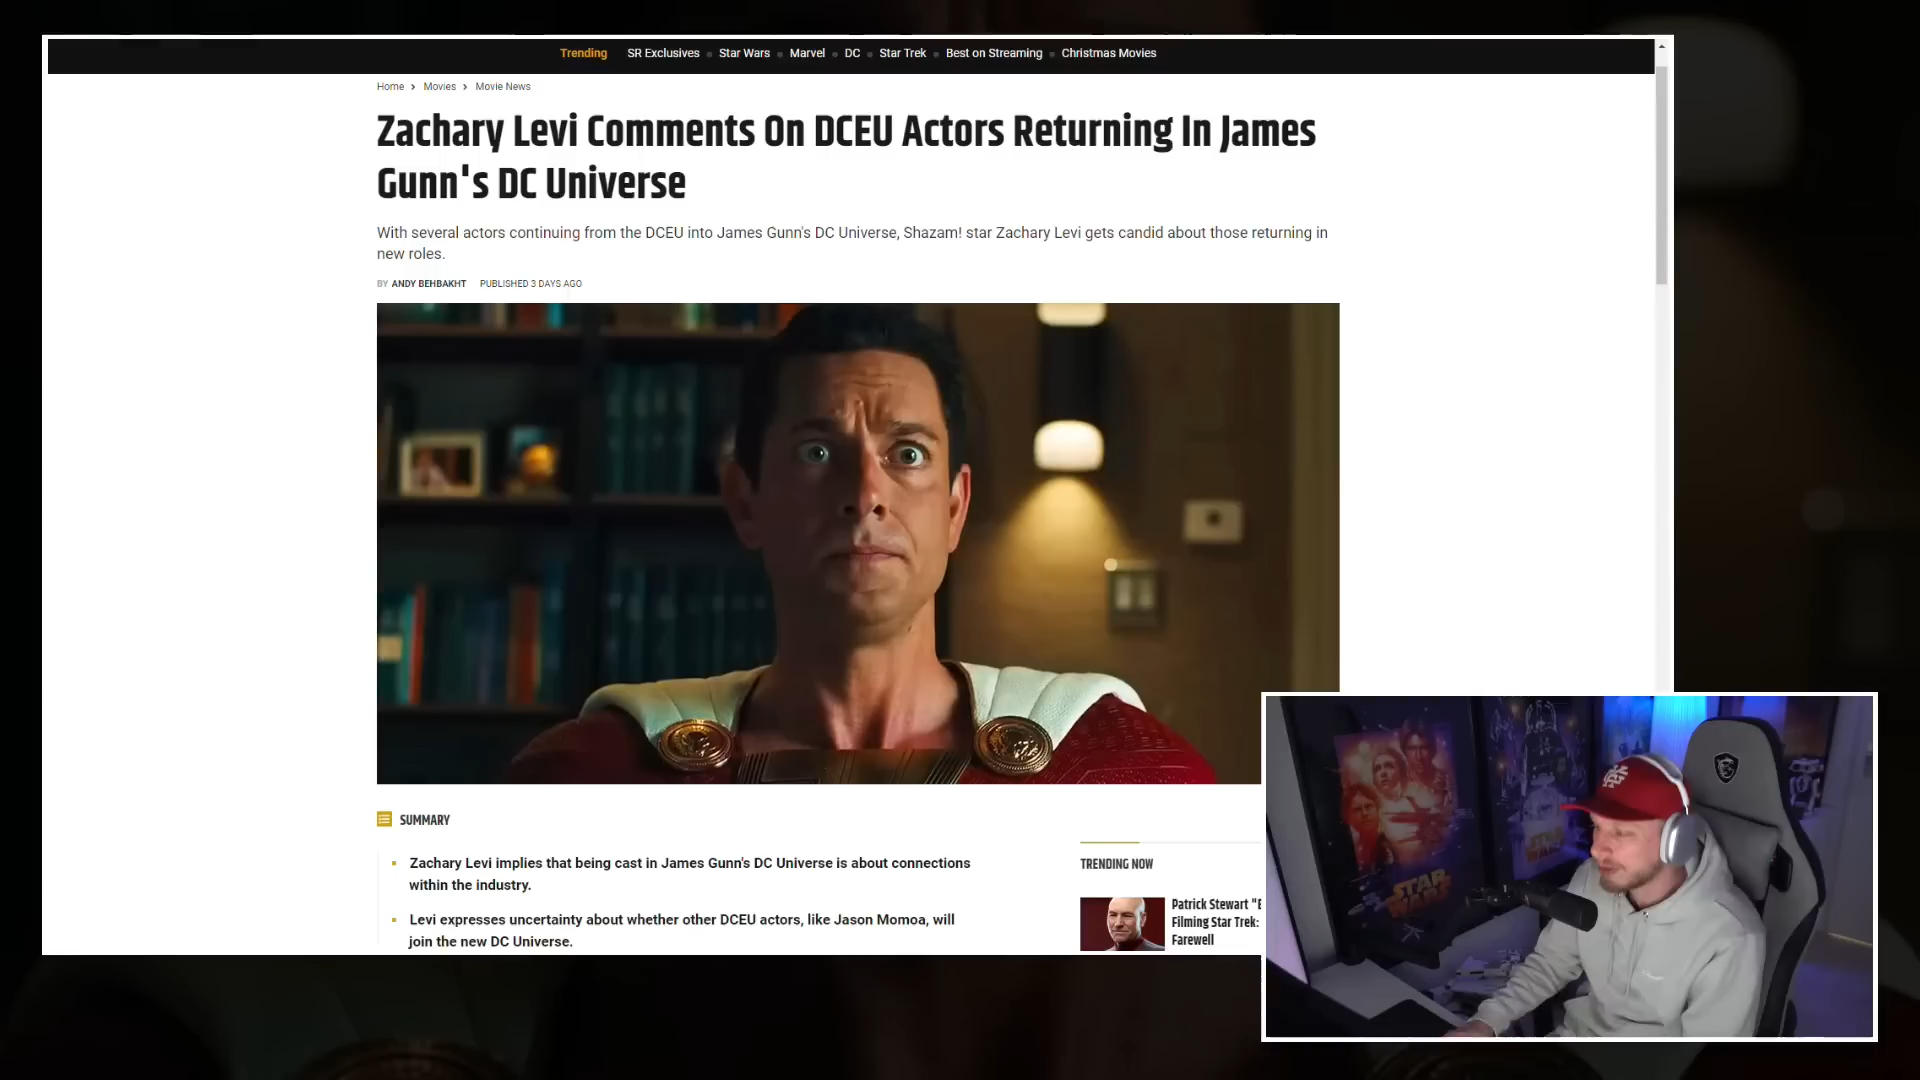 Trending SR Exclusives Star Wars Marvel DC Star Trek Best on Streaming Christmas Movies
Home > Movies > Movie News
Zachary Levi Comments On DCEU Actors Returning In James
Gunn's DC Universe
With several actors continuing from the DCEU into James Gunn's DC Universe, Shazam! star Zachary Levi gets candid about those returning in
new roles.
BY ANDY BEHBAKHT PUBLISHED 3 DAYS AGO
SUMMARY
Zachary Levi implies that being cast in James Gunn's DC Universe is about connections
within the industry.
Levi expresses uncertainty about whether other DCEU actors, like Jason Momoa, will
join the new DC Universe.
TRENDING NOW
Patrick Stewart
Filming Star Trek:
Farewell
STAR
WARS